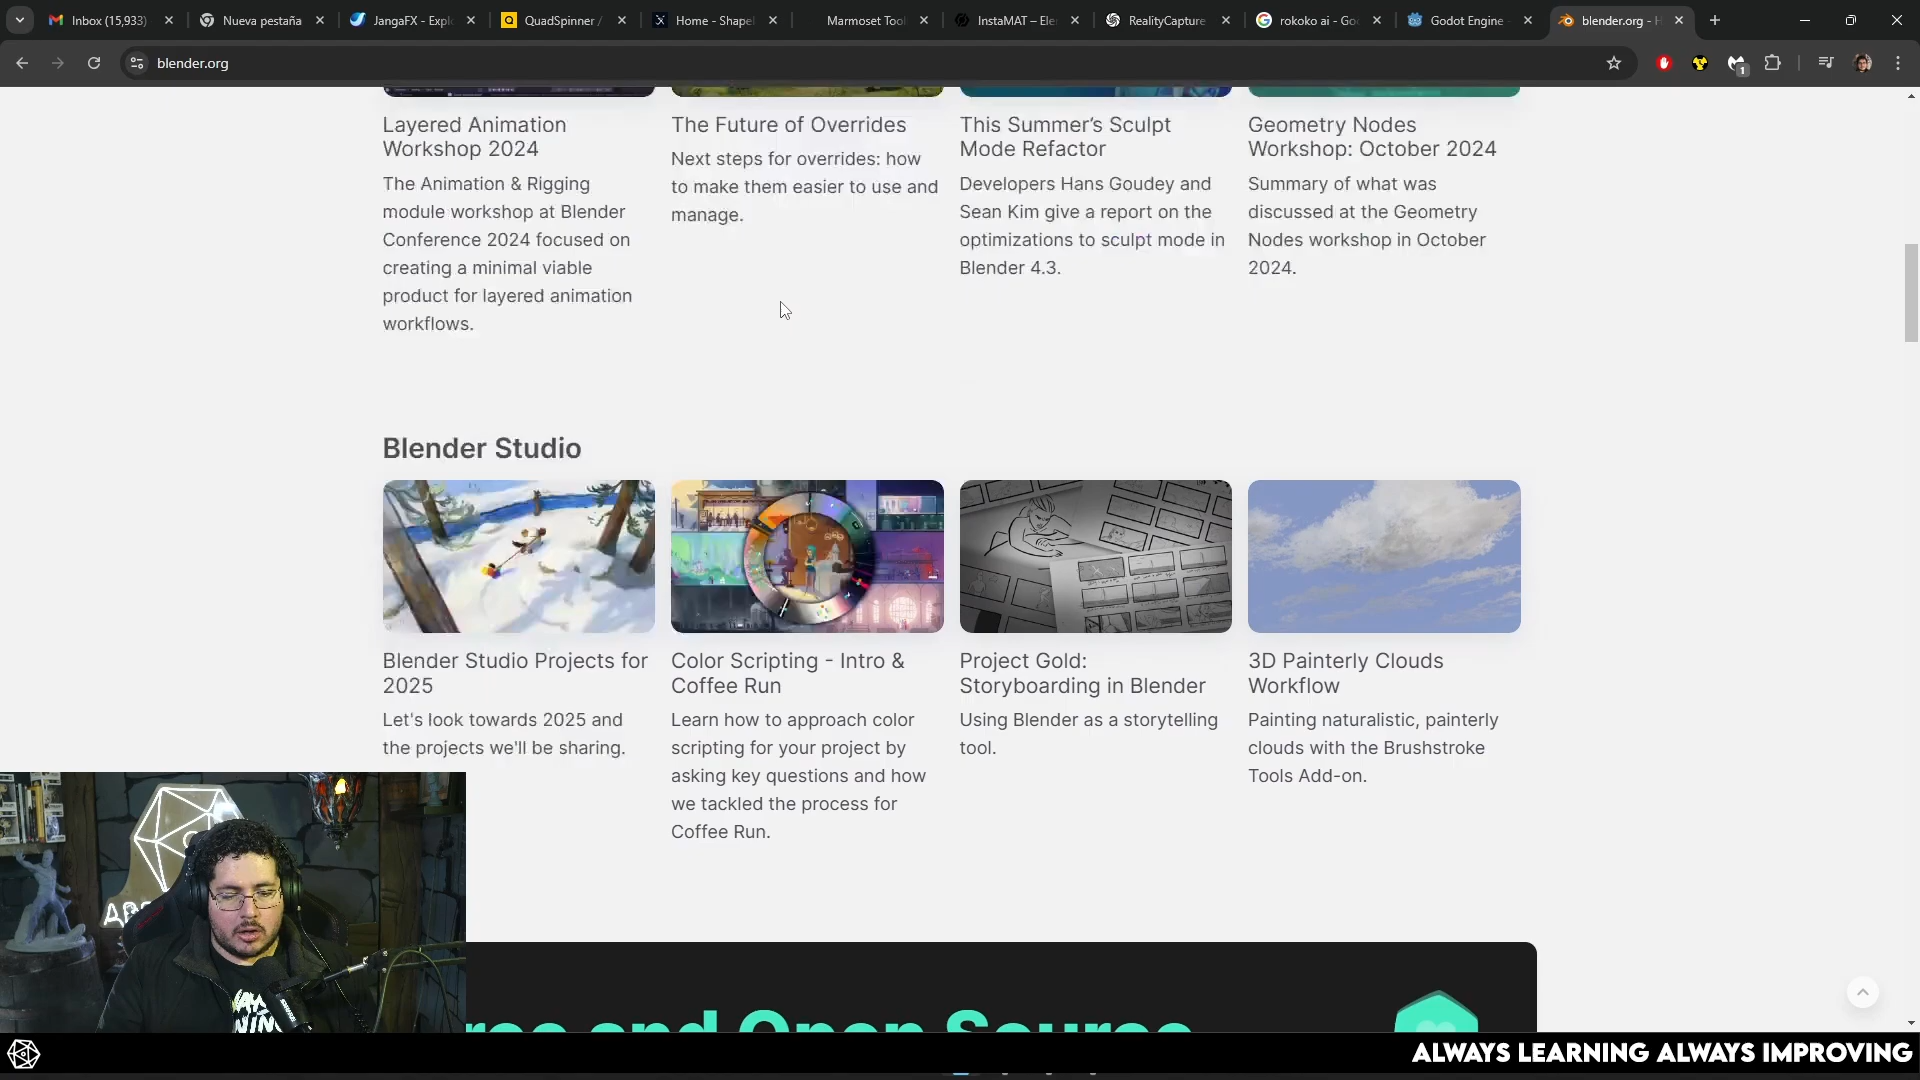 Inbox (15,933)
Nueva pestaña
JangaFX - Explo
QuadSpinner /
Home - Shapel
Marmoset Too
InstaMAT – Ele
RealityCapture
rokoko ai - Goo
Godot Engine -
blender.org - H
blender.org
1
Layered Animation
Workshop 2024
The Animation & Rigging
module workshop at Blender
Conference 2024 focused on
creating a minimal viable
product for layered animation
workflows.
The Future of Overrides
Next steps for overrides: how
to make them easier to use and
manage.
This Summer’s Sculpt
Mode Refactor
Developers Hans Goudey and
Sean Kim give a report on the
optimizations to sculpt mode in
Blender 4.3.
Geometry Nodes
Workshop: October 2024
Summary of what was
discussed at the Geometry
Nodes workshop in October
2024.
Blender Studio
Blender Studio Projects for
2025
Let's look towards 2025 and
the projects we'll be sharing.
Color Scripting - Intro &
Coffee Run
Learn how to approach color
scripting for your project by
asking key questions and how
we tackled the process for
Coffee Run.
Project Gold:
Storyboarding in Blender
Using Blender as a storytelling
tool.
3D Painterly Clouds
Workflow
Painting naturalistic, painterly
clouds with the Brushstroke
Tools Add-on.
and Open Source
ALWAYS LEARNING ALWAYS IMPROVING